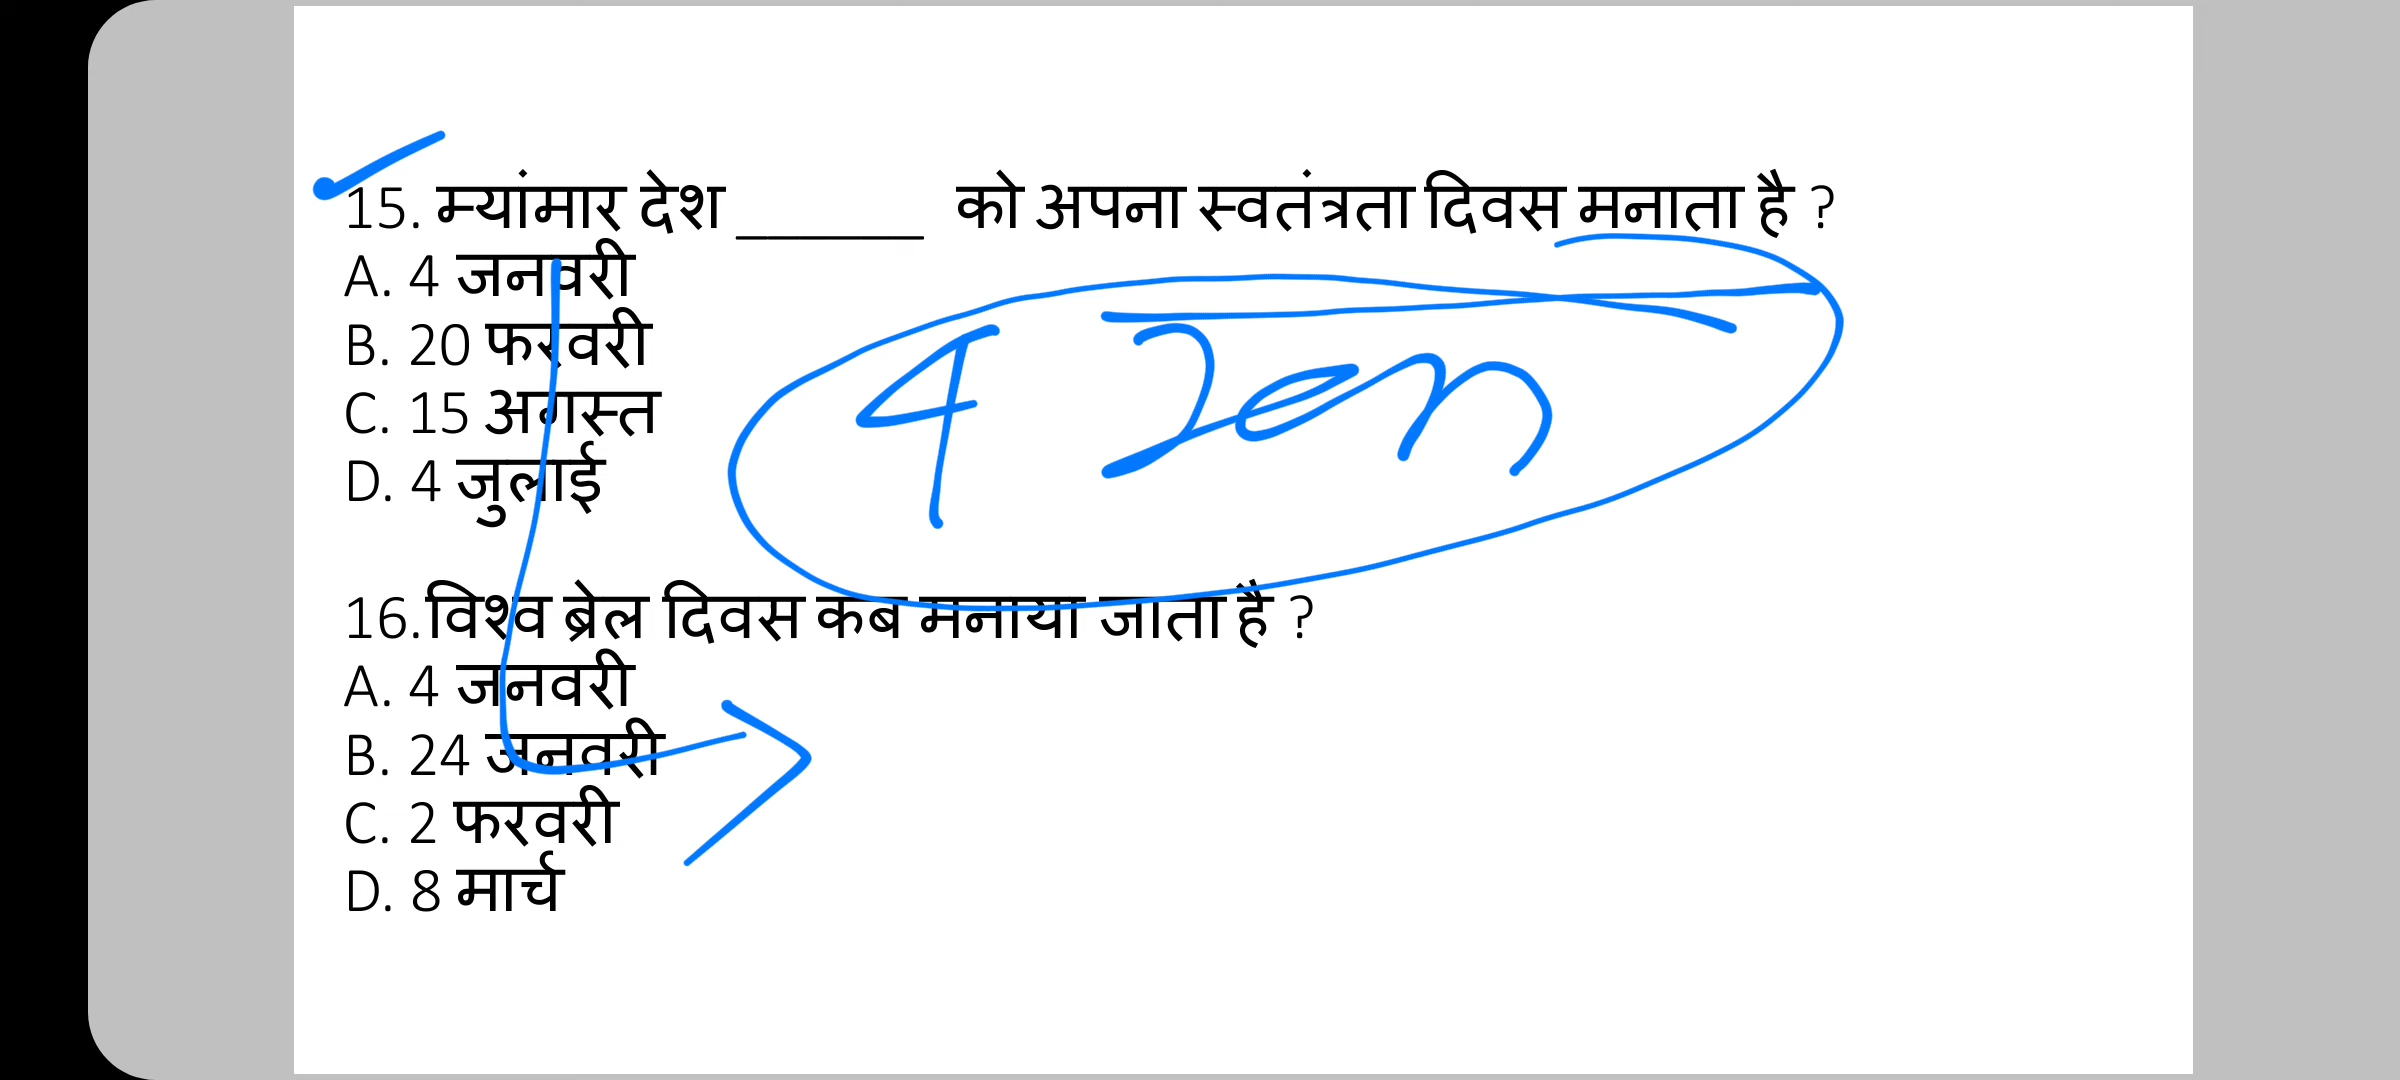 15. म्यांमार देश ______ को अपना स्वतंत्रता दिवस मनाता है ?
A. 4 जनवरी
B. 20 फरवरी
C. 15 अगस्त
D. 4 जुलाई
4 Jan
16.विश्व ब्रेल दिवस कब मनाया जाता है ?
A. 4 जनवरी
B. 24 जनवरी
C. 2 फरवरी
D. 8 मार्च